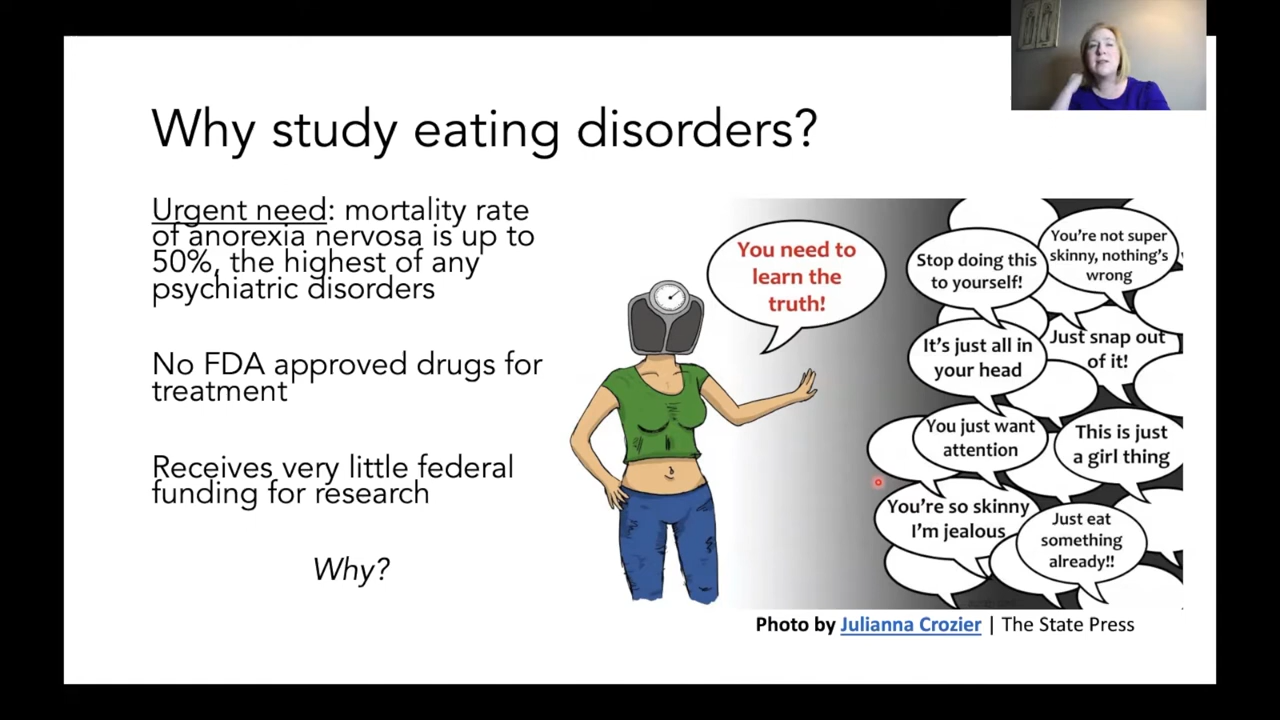 Why study eating disorders?
Urgent need: mortality rate
of anorexia nervosa is up to
50%, the highest of any
psychiatric disorders
No FDA approved drugs for
treatment
Receives very little federal
funding for research
Why?
You need to
learn the
truth!
Stop doing this
to yourself!
You're not super
skinny, nothing's
wrong
It's just all in
your head
Just snap out
of it!
You just want
attention
This is just
a girl thing
You're so skinny
I'm jealous
Just eat
something
already!!
Photo by Julianna Crozier | The State Press